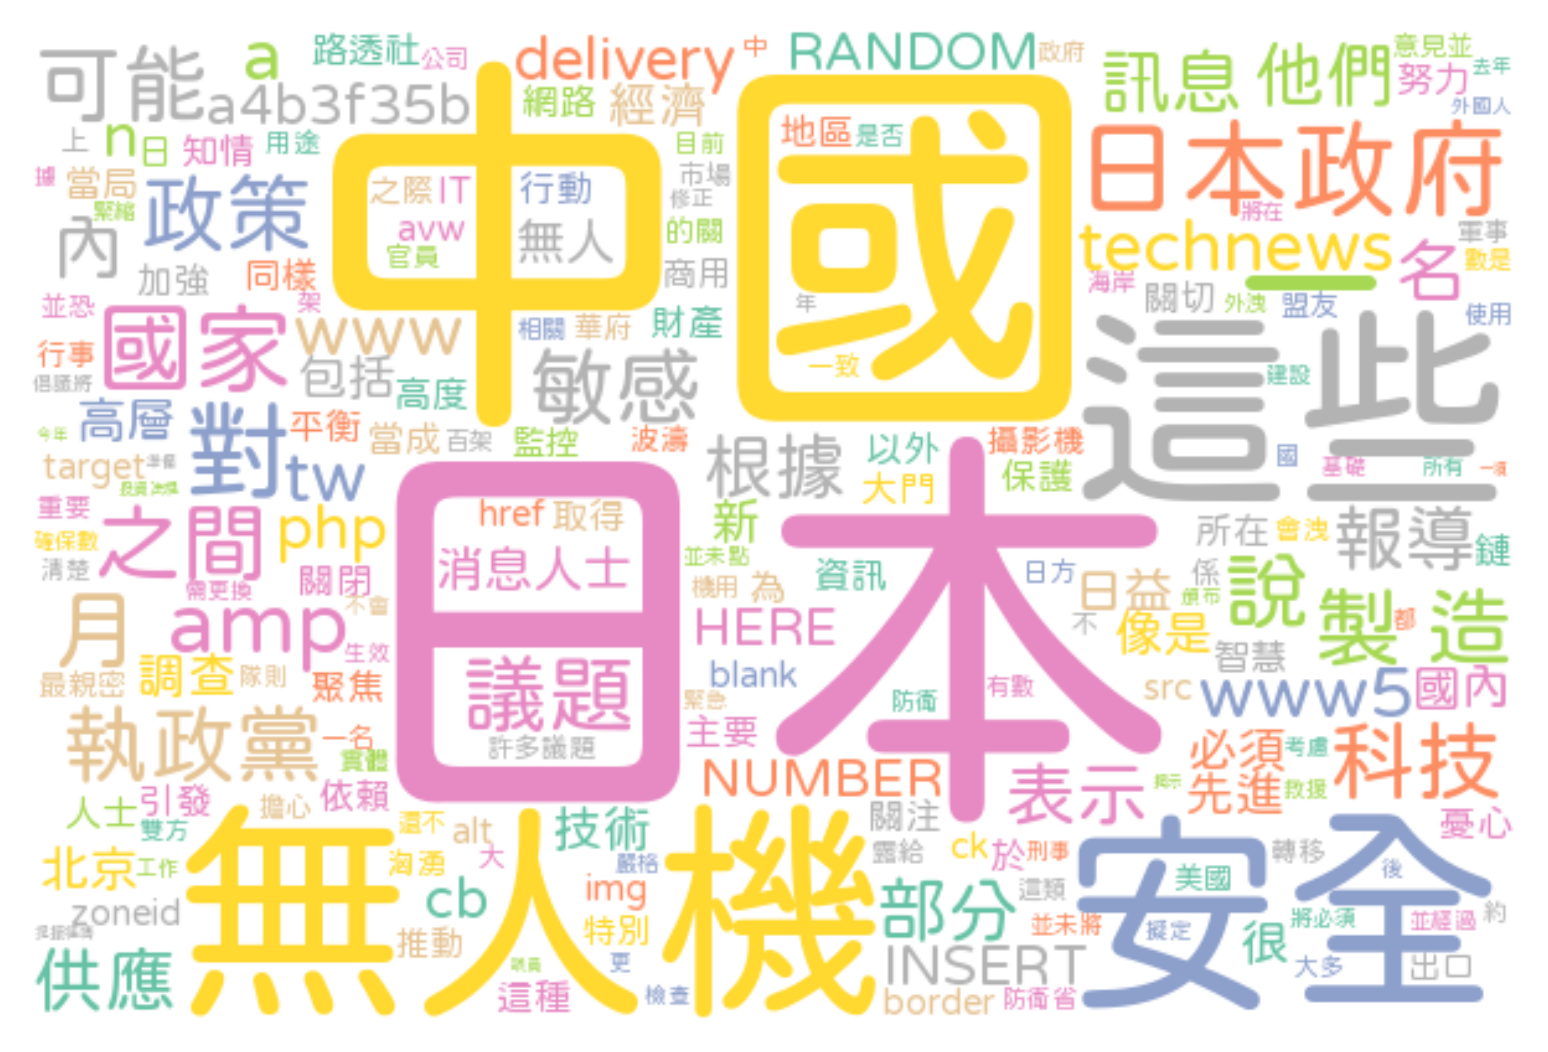 可能 a 路透社 公司 delivery 中 RANDOM 政府 訊息 他們 意見並
a4b3f35b 網路 經濟 努力 去年 外國人
上 n 日 知情 用途 中國 目前 地區 是否 日本政府
據 當局 緊縮 政策 之際 IT 行動 市場 修正 將在
內 avw 官員 無人 的關 technews 名 軍事 數是
加強 同樣 商用 年 海岸 關切 外洩 一 盟友 使用
並恐 國家 架 www 相關 華府 財產 這些
行事 包括 高度 敏感 一致 建設
高層 對 平衡 當成 百架 監控 波濤 根據 以外 攝影機 國 基礎 所有 一項
今年 target 準備 tw 日本 大門 保護
重要 之間 php href 取得 新 所在 會洩 報導 鏈
確保數 清楚 需更換 關閉 消息人士 並未點 資訊 日方 係
月 amp 不會 機用 為 日益 頒布 說 製造
生效 HERE 不 像是 都 智慧
最親密 調查 隊則 聚焦 議題 blank 緊急 防衛 有數 src www5 國內
執政黨 一名 實體 許多議題 主要 必須 考慮 科技
人士 引發 擔心 依賴 NUMBER 表示 揭示 先進 救援
雙方 無人機 還不 alt 技術 關注 憂心
北京 工作 洶湧 大 嚴格 露給 ck 於 刑事 安全 轉移
zoneid cb img 部分 這類 美國 後
推動 特別 並未將 擬定 很 將必須 並經過 約
供應 職員 更 INSERT 大多 出口
這種 檢查 border 防衛省